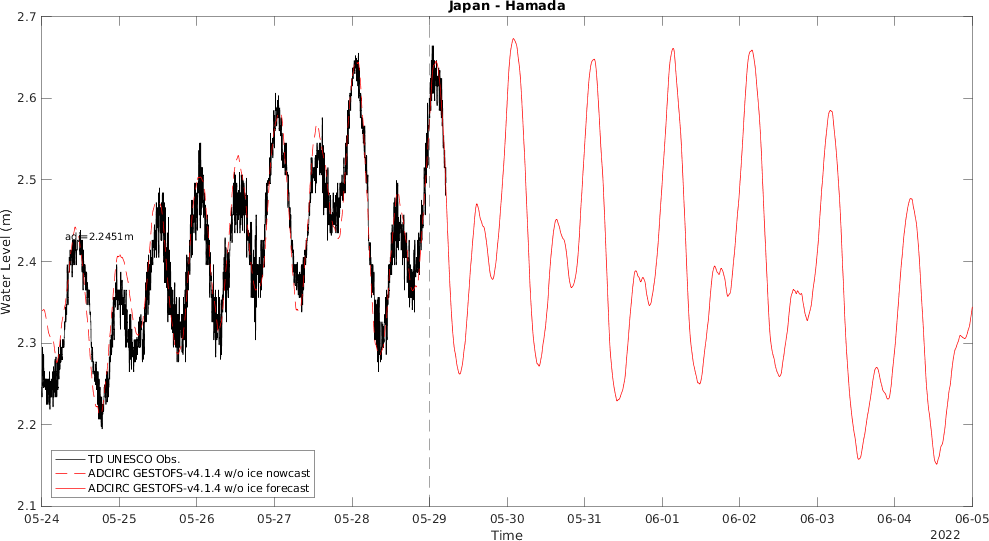 Japan - Hamada
2.7
2.6
2.5
2.4
2.3
2.2
2.1
Water Level (m)
adj=2.2451m
TD UNESCO Obs.
ADCIRC GESTOFS-v4.1.4 w/o ice nowcast
ADCIRC GESTOFS-v4.1.4 w/o ice forecast
05-24 05-25 05-26 05-27 05-28 05-29 05-30 05-31 06-01 06-02 06-03 06-04 06-05
Time
2022